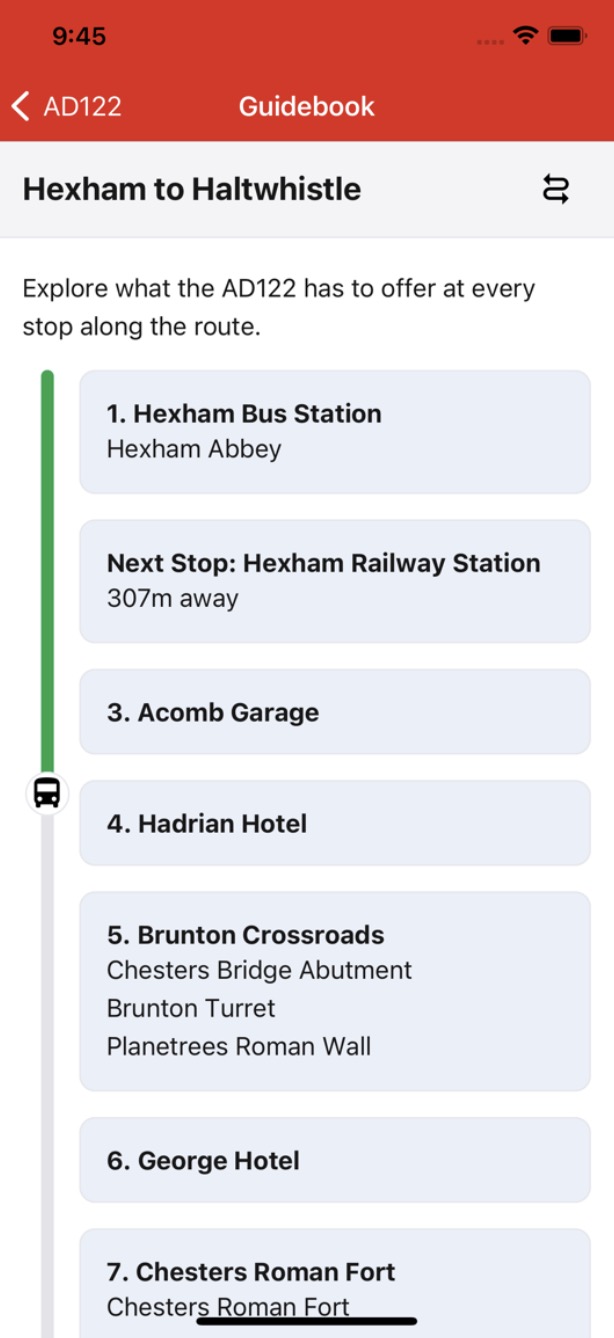 9:45
AD122
Guidebook
Hexham to Haltwhistle
Explore what the AD122 has to offer at every
stop along the route.
1. Hexham Bus Station
Hexham Abbey
Next Stop: Hexham Railway Station
307m away
3. Acomb Garage
4. Hadrian Hotel
5. Brunton Crossroads
Chesters Bridge Abutment
Brunton Turret
Planetrees Roman Wall
6. George Hotel
7. Chesters Roman Fort
Chesters Roman Fort